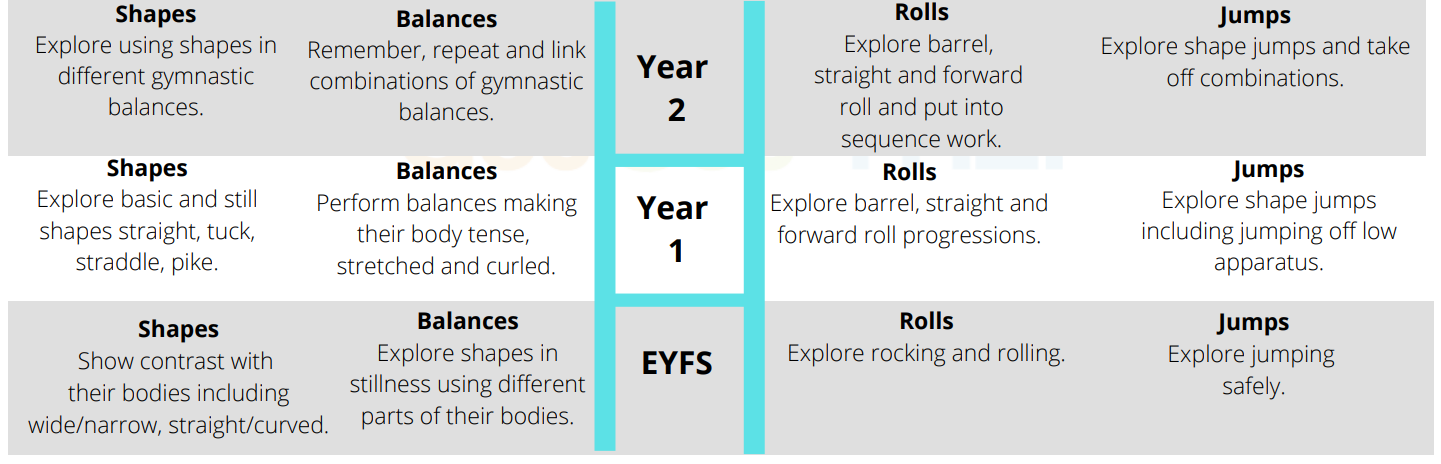 Shapes
Explore using shapes in
different gymnastic
balances.
Balances
Remember, repeat and link
combinations of gymnastic
balances.
Year
2
Rolls
Explore barrel,
straight and forward
roll and put into
sequence work.
Jumps
Explore shape jumps and take
off combinations.
Shapes
Explore basic and still
shapes straight, tuck,
straddle, pike.
Balances
Perform balances making
their body tense,
stretched and curled.
Year
1
Rolls
Explore barrel, straight and
forward roll progressions.
Jumps
Explore shape jumps
including jumping off low
apparatus.
Shapes
Show contrast with
their bodies including
wide/narrow, straight/curved.
Balances
Explore shapes in
stillness using different
parts of their bodies.
EYFS
Rolls
Explore rocking and rolling.
Jumps
Explore jumping
safely.